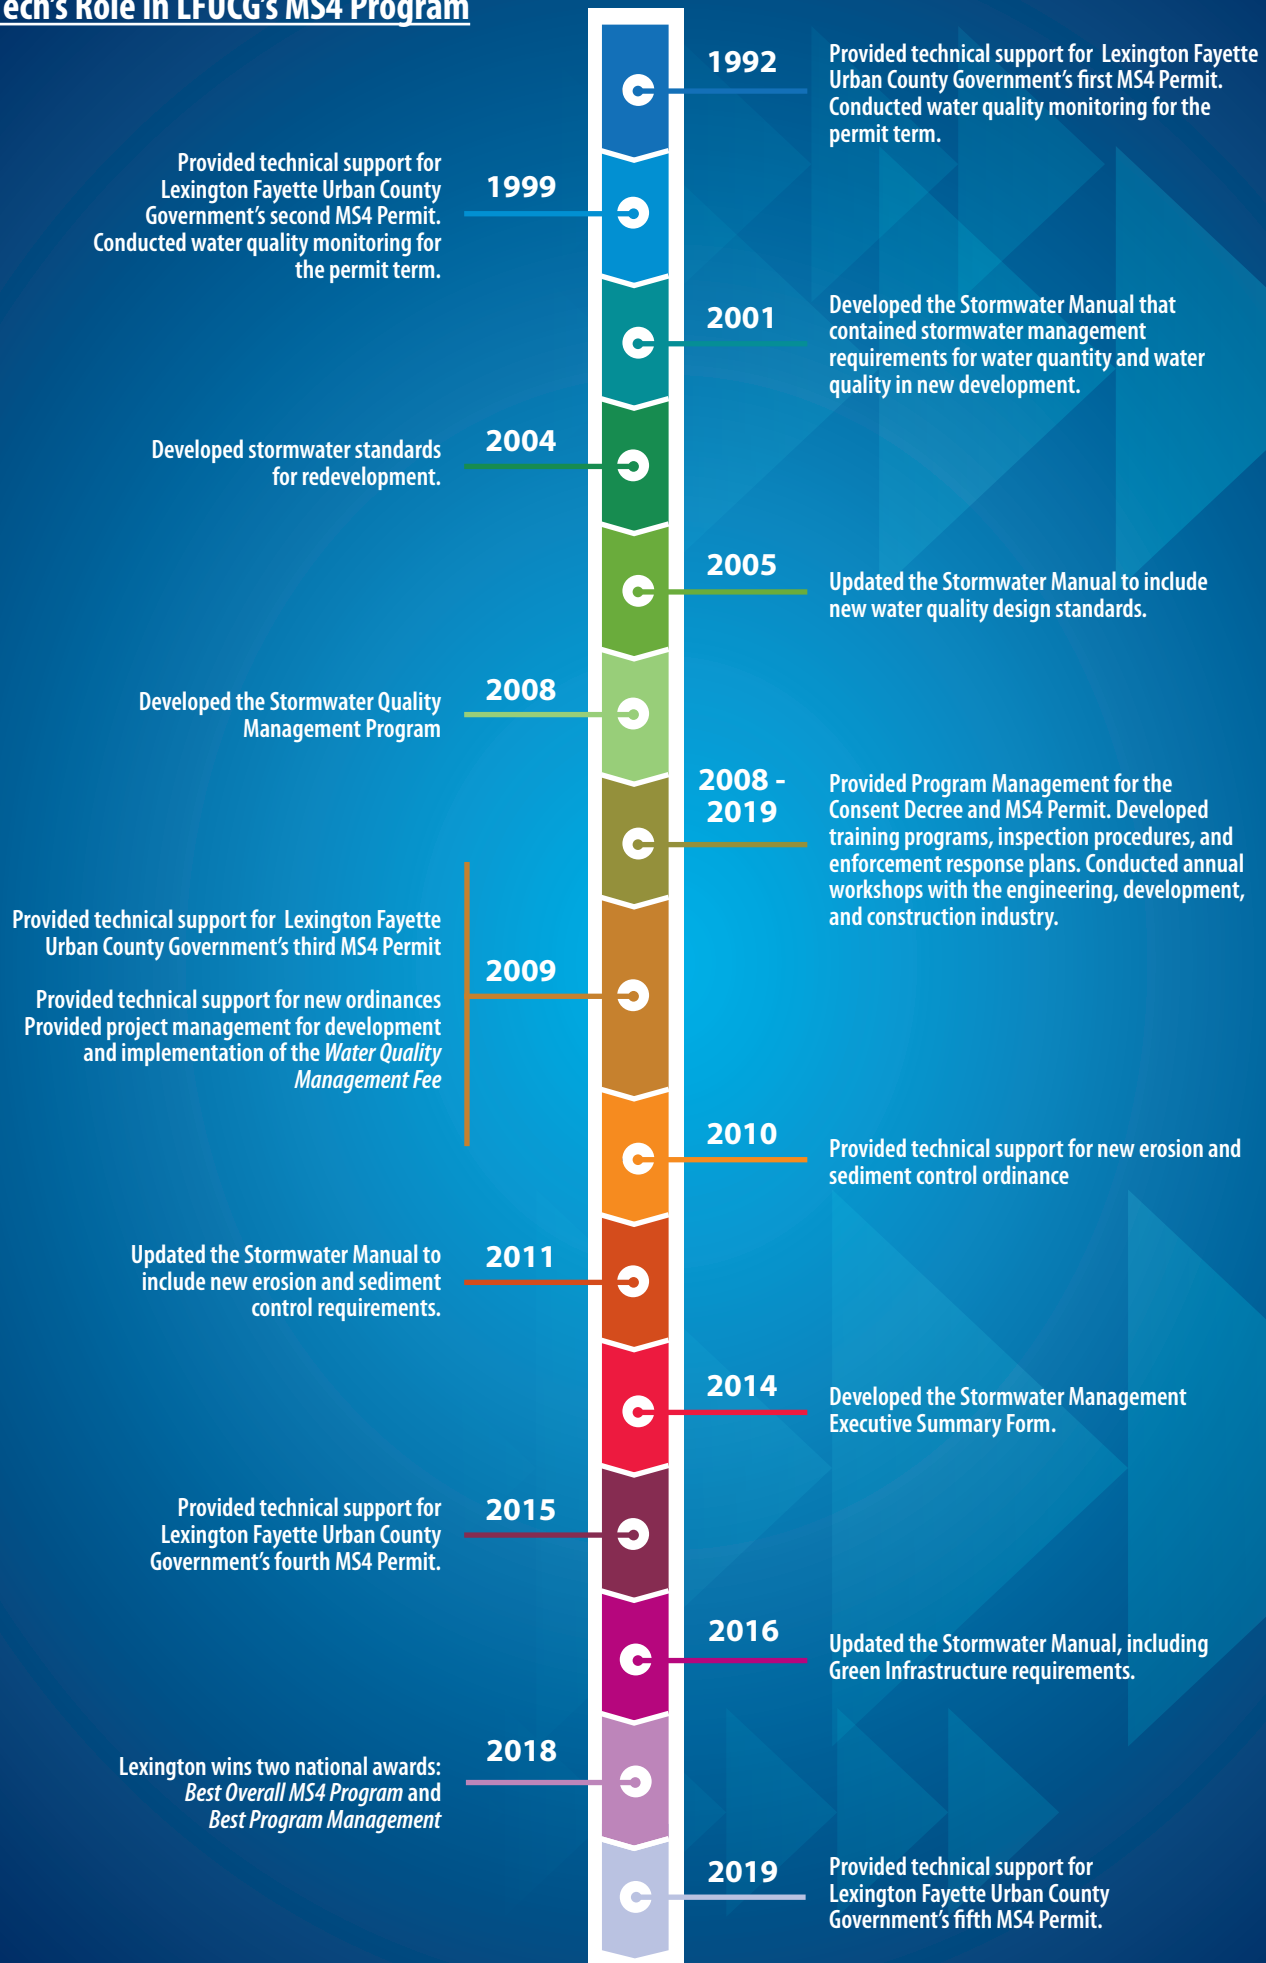 ech's Role in LFUCG's MS4 Program
1992
Provided technical support for Lexington Fayette
Urban County Government's first MS4 Permit.
Conducted water quality monitoring for the
permit term.
1999
Provided technical support for
Lexington Fayette Urban County
Government's second MS4 Permit.
Conducted water quality monitoring for
the permit term.
2001
Developed the Stormwater Manual that
contained stormwater management
requirements for water quantity and water
quality in new development.
2004
Developed stormwater standards
for redevelopment.
2005
Updated the Stormwater Manual to include
new water quality design standards.
2008
Developed the Stormwater Quality
Management Program
2008 -
2019
Provided Program Management for the
Consent Decree and MS4 Permit. Developed
training programs, inspection procedures, and
enforcement response plans. Conducted annual
workshops with the engineering, development,
and construction industry.
2009
Provided technical support for Lexington Fayette
Urban County Government's third MS4 Permit
Provided technical support for new ordinances
Provided project management for development
and implementation of the Water Quality
Management Fee
2010
Provided technical support for new erosion and
sediment control ordinance
2011
Updated the Stormwater Manual to
include new erosion and sediment
control requirements.
2014
Developed the Stormwater Management
Executive Summary Form.
2015
Provided technical support for
Lexington Fayette Urban County
Government's fourth MS4 Permit.
2016
Updated the Stormwater Manual, including
Green Infrastructure requirements.
2018
Lexington wins two national awards:
Best Overall MS4 Program and
Best Program Management
2019
Provided technical support for
Lexington Fayette Urban County
Government's fifth MS4 Permit.